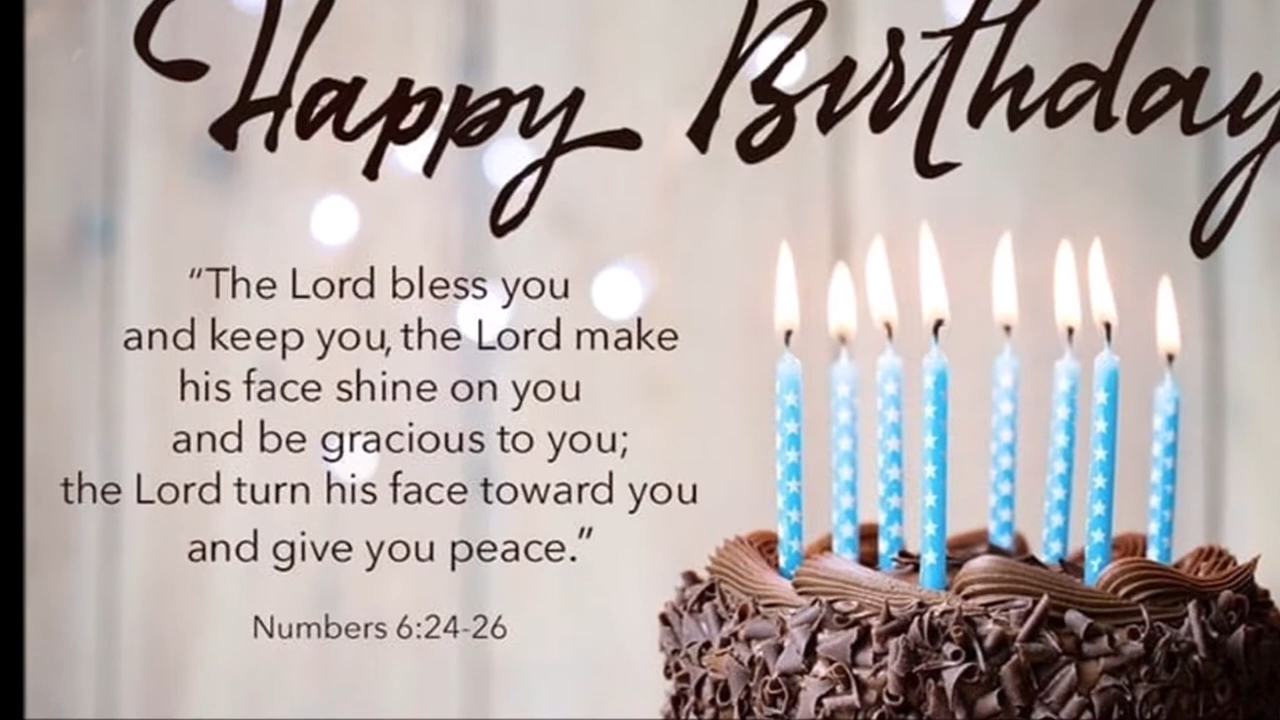 Happy Birthday
“The Lord bless you
and keep you, the Lord make
his face shine on you
and be gracious to you;
the Lord turn his face toward you
and give you peace.”
Numbers 6:24-26